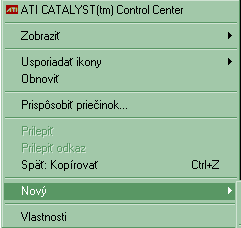 ATI ATI CATALYST(tm) Control Center
Zobraziť
Usporiadať ikony
Obnoviť
Prispôsobiť priečinok...
Prilepiť
Prilepiť odkaz
Späť: Kopírovať Ctrl+Z
Nový
Vlastnosti